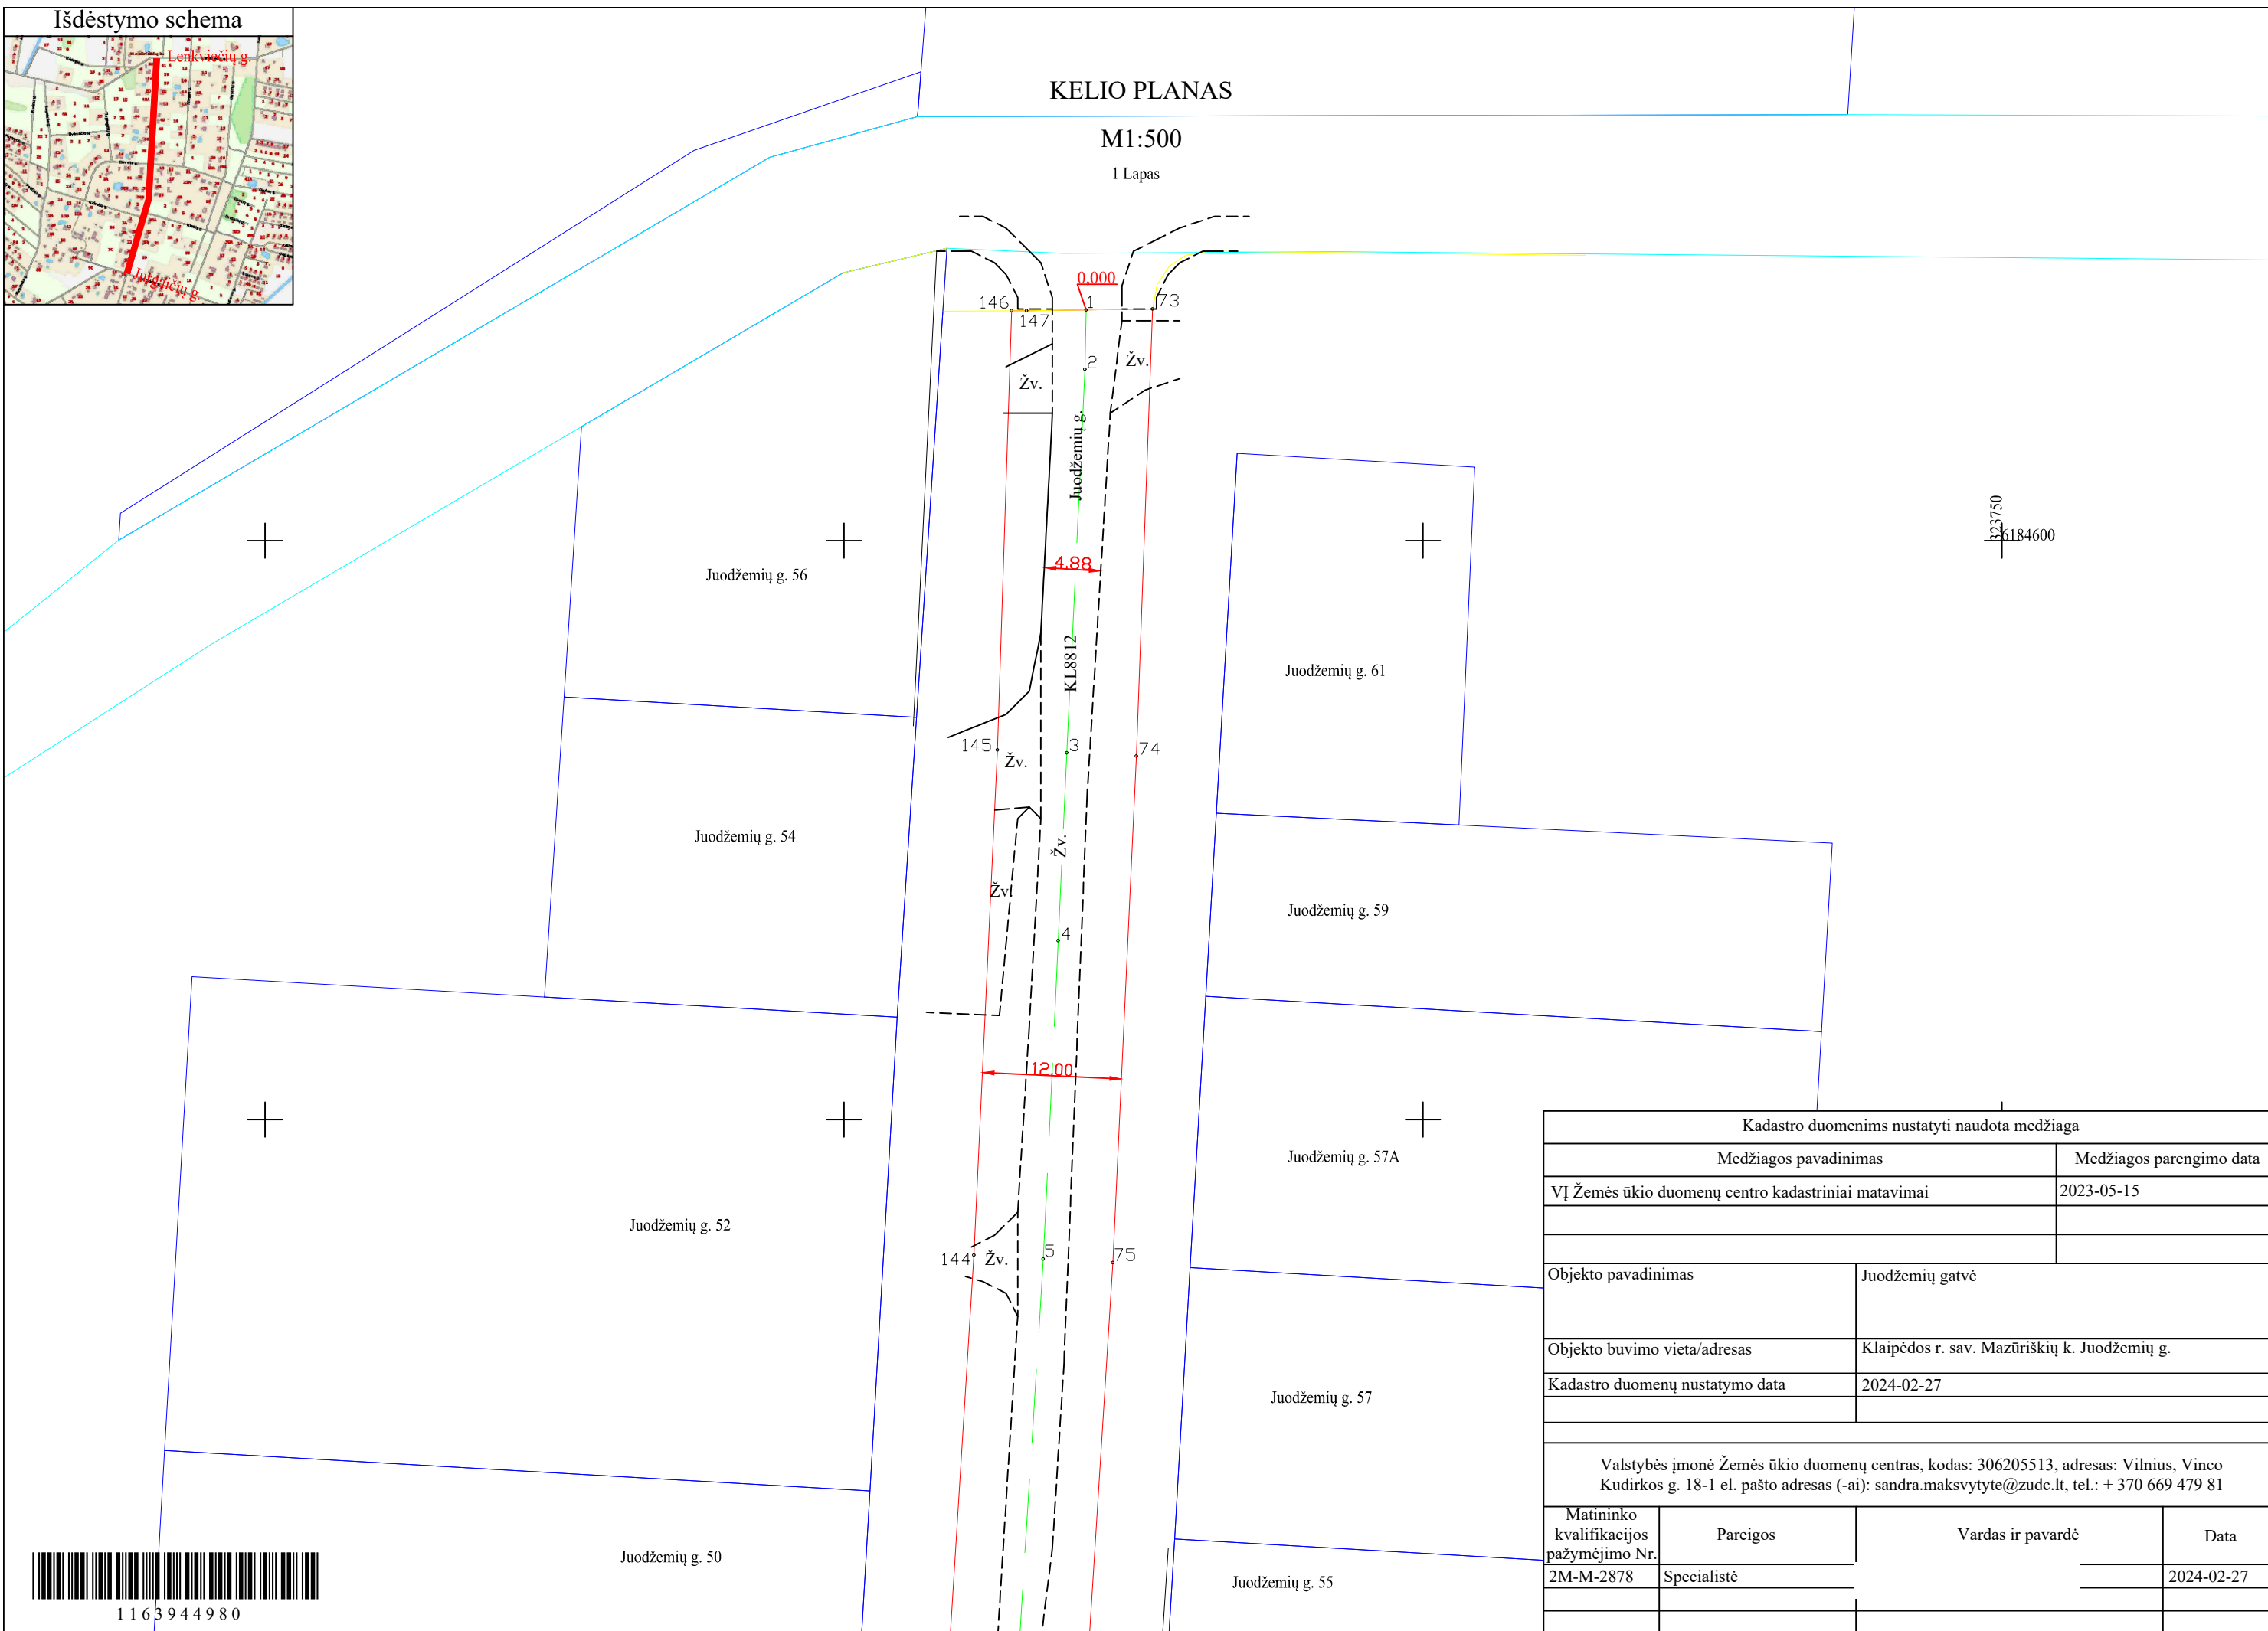 Išdėstymo schema
Lenkviečių g.
KELIO PLANAS
M1:500
1 Lapas
0,000
146
147
1
73
2
Žv.
Žv.
Juodžemių g.
323750
6184600
4.88
Juodžemių g. 56
KL8812
Juodžemių g. 61
145
3
74
Žv.
Juodžemių g. 54
Žv.
Žv.
Juodžemių g. 59
4
12.00
Juodžemių g. 57A
Juodžemių g. 52
144
Žv.
5
75
Juodžemių g. 57
Juodžemių g. 50
Juodžemių g. 55
1163944980
Kadastro duomenims nustatyti naudota medžiaga
Medžiagos pavadinimas
Medžiagos parengimo data
VĮ Žemės ūkio duomenų centro kadastriniai matavimai
2023-05-15
Objekto pavadinimas
Juodžemių gatvė
Objekto buvimo vieta/adresas
Klaipėdos r. sav. Mazūriškių k. Juodžemių g.
Kadastro duomenų nustatymo data
2024-02-27
Valstybės įmonė Žemės ūkio duomenų centras, kodas: 306205513, adresas: Vilnius, Vinco
Kudirkos g. 18-1 el. pašto adresas (-ai): sandra.maksvytyte@zudc.lt, tel.: + 370 669 479 81
Matininko
kvalifikacijos
pažymėjimo Nr.
Pareigos
Vardas ir pavardė
Data
2M-M-2878
Specialistė
2024-02-27